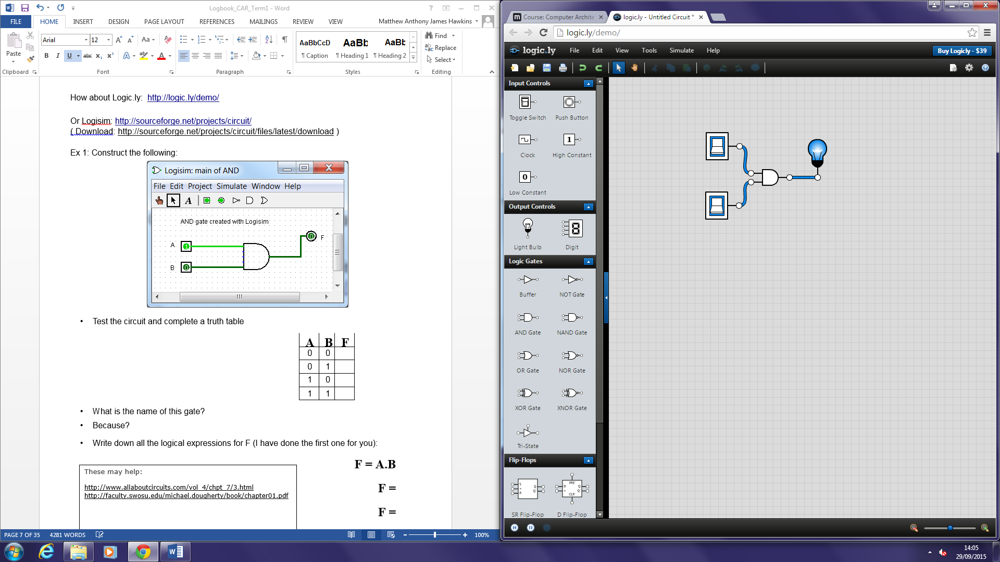 Logbook_CAR_Term1 - Word
FILE HOME INSERT DESIGN PAGE LAYOUT REFERENCES MAILINGS REVIEW VIEW Matthew Anthony James Hawkins
Paste
Arial 12
B I U abc x₂ x² A A
Aa
AaBbCcD AaBb AaBb
¶ Caption ¶ Heading 1 ¶ Heading 2
Find
Replace
Select
Clipboard Font Paragraph Styles Editing
How about Logic.ly: http://logic.ly/demo/
Or Logisim: http://sourceforge.net/projects/circuit/
( Download: http://sourceforge.net/projects/circuit/files/latest/download )
Ex 1: Construct the following:
Logisim: main of AND
File Edit Project Simulate Window Help
A
AND gate created with Logisim
A 1
B 0
0 F
• Test the circuit and complete a truth table
A B F
0 0
0 1
1 0
1 1
• What is the name of this gate?
• Because?
• Write down all the logical expressions for F (I have done the first one for you):
F = A.B
F =
F =
These may help:
http://www.allaboutcircuits.com/vol_4/chpt_7/3.html
http://faculty.swosu.edu/michael.dougherty/book/chapter01.pdf
PAGE 7 OF 35 4281 WORDS 100%
Course: Computer Archite
logic.ly - Untitled Circuit *
logic.ly/demo/
logic.ly File Edit View Tools Simulate Help Buy Logicly - $39
Input Controls
Toggle Switch Push Button
1
Clock High Constant
0
Low Constant
Output Controls
Light Bulb Digit
Logic Gates
Buffer NOT Gate
AND Gate NAND Gate
OR Gate NOR Gate
XOR Gate XNOR Gate
Tri-State
Flip-Flops
S Q
> Q'
R
PRE'
D Q
> Q'
CLR'
SR Flip-Flop D Flip-Flop
14:05
29/09/2015